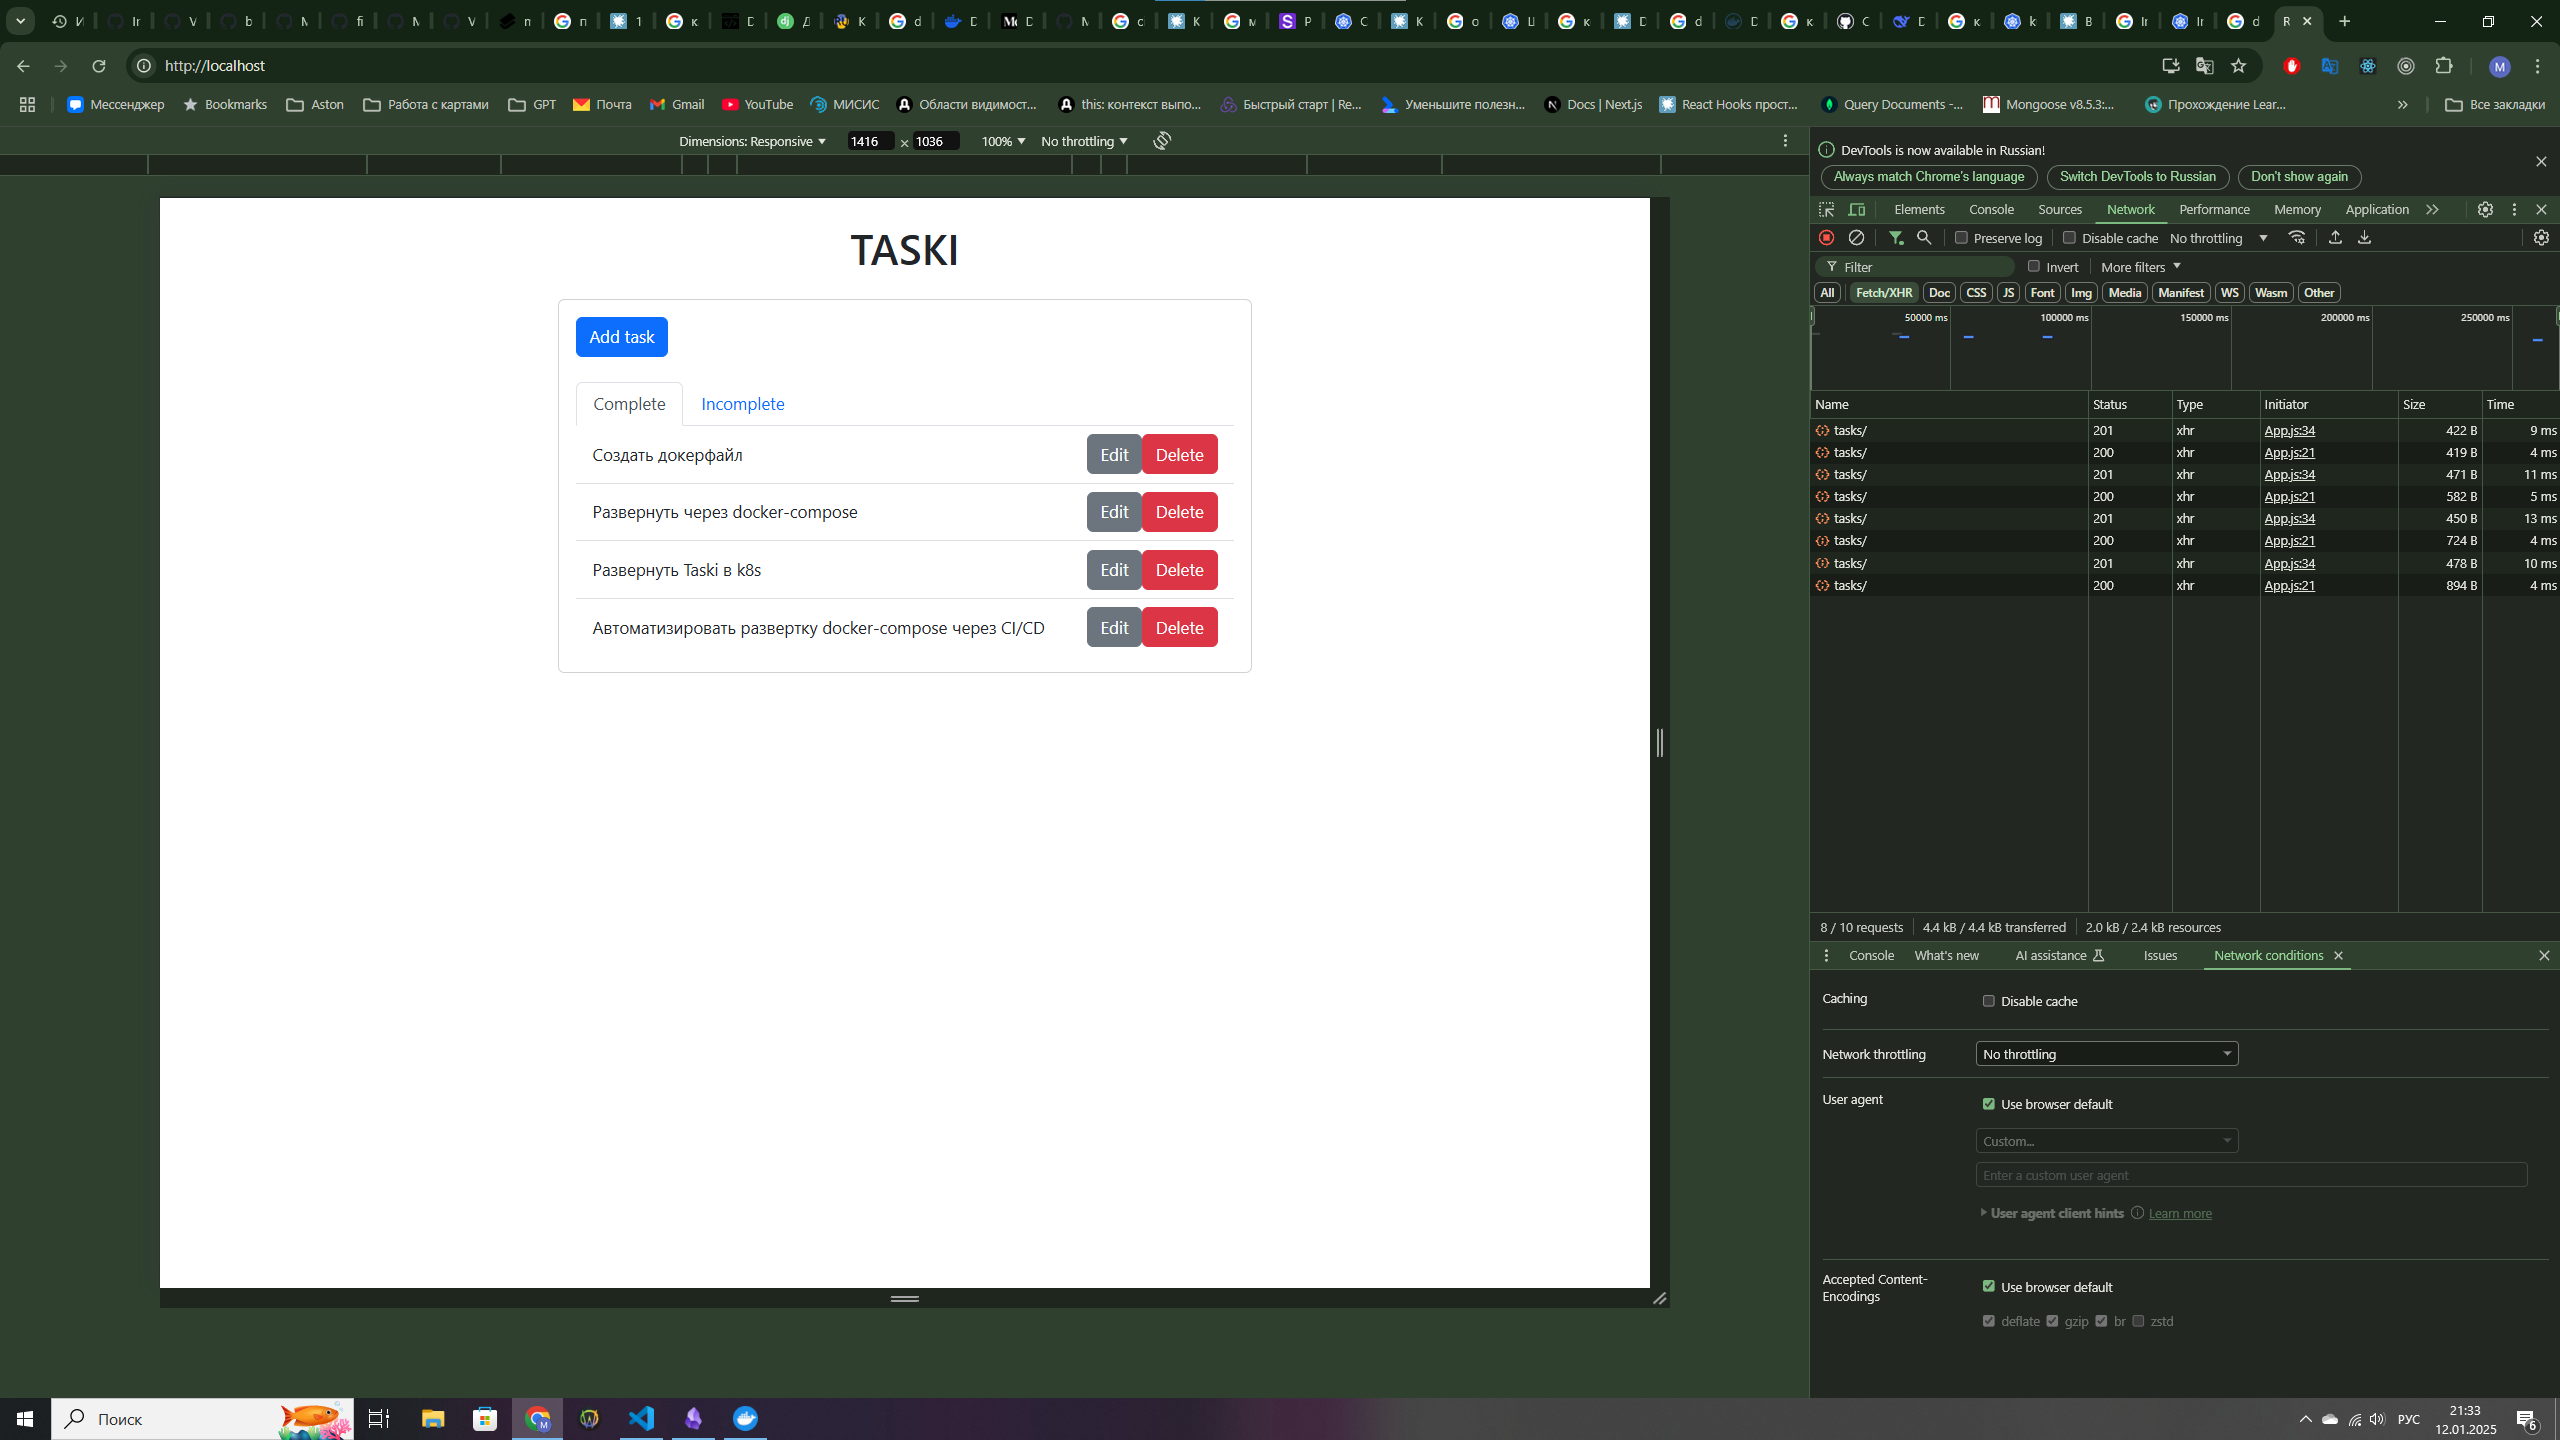 http://localhost
Мессенджер Bookmarks Aston Работа с картами GPT Почта Gmail YouTube МИСИС Области видимост... this: контекст выпо... Быстрый старт | Re... Уменьшите полезн... Docs | Next.js React Hooks прост... Query Documents -... Mongoose v8.5.3:... Прохождение Lear... » Все закладки
Dimensions: Responsive 1416 × 1036 100% No throttling
TASKI
Add task
Complete Incomplete
Создать докерфайл Edit Delete
Развернуть через docker-compose Edit Delete
Развернуть Taski в k8s Edit Delete
Автоматизировать развертку docker-compose через CI/CD Edit Delete
DevTools is now available in Russian!
Always match Chrome's language Switch DevTools to Russian Don't show again
Elements Console Sources Network Performance Memory Application
Preserve log Disable cache No throttling
Filter Invert More filters
All Fetch/XHR Doc CSS JS Font Img Media Manifest WS Wasm Other
50000 ms 100000 ms 150000 ms 200000 ms 250000 ms
Name Status Type Initiator Size Time
tasks/ 201 xhr App.js:34 422 B 9 ms
tasks/ 200 xhr App.js:21 419 B 4 ms
tasks/ 201 xhr App.js:34 471 B 11 ms
tasks/ 200 xhr App.js:21 582 B 5 ms
tasks/ 201 xhr App.js:34 450 B 13 ms
tasks/ 200 xhr App.js:21 724 B 4 ms
tasks/ 201 xhr App.js:34 478 B 10 ms
tasks/ 200 xhr App.js:21 894 B 4 ms
8 / 10 requests 4.4 kB / 4.4 kB transferred 2.0 kB / 2.4 kB resources
Console What's new AI assistance Issues Network conditions
Caching Disable cache
Network throttling No throttling
User agent Use browser default
Custom...
Enter a custom user agent
User agent client hints Learn more
Accepted Content-
Encodings
Use browser default
deflate gzip br zstd
Поиск
РУС
21:33
12.01.2025
6